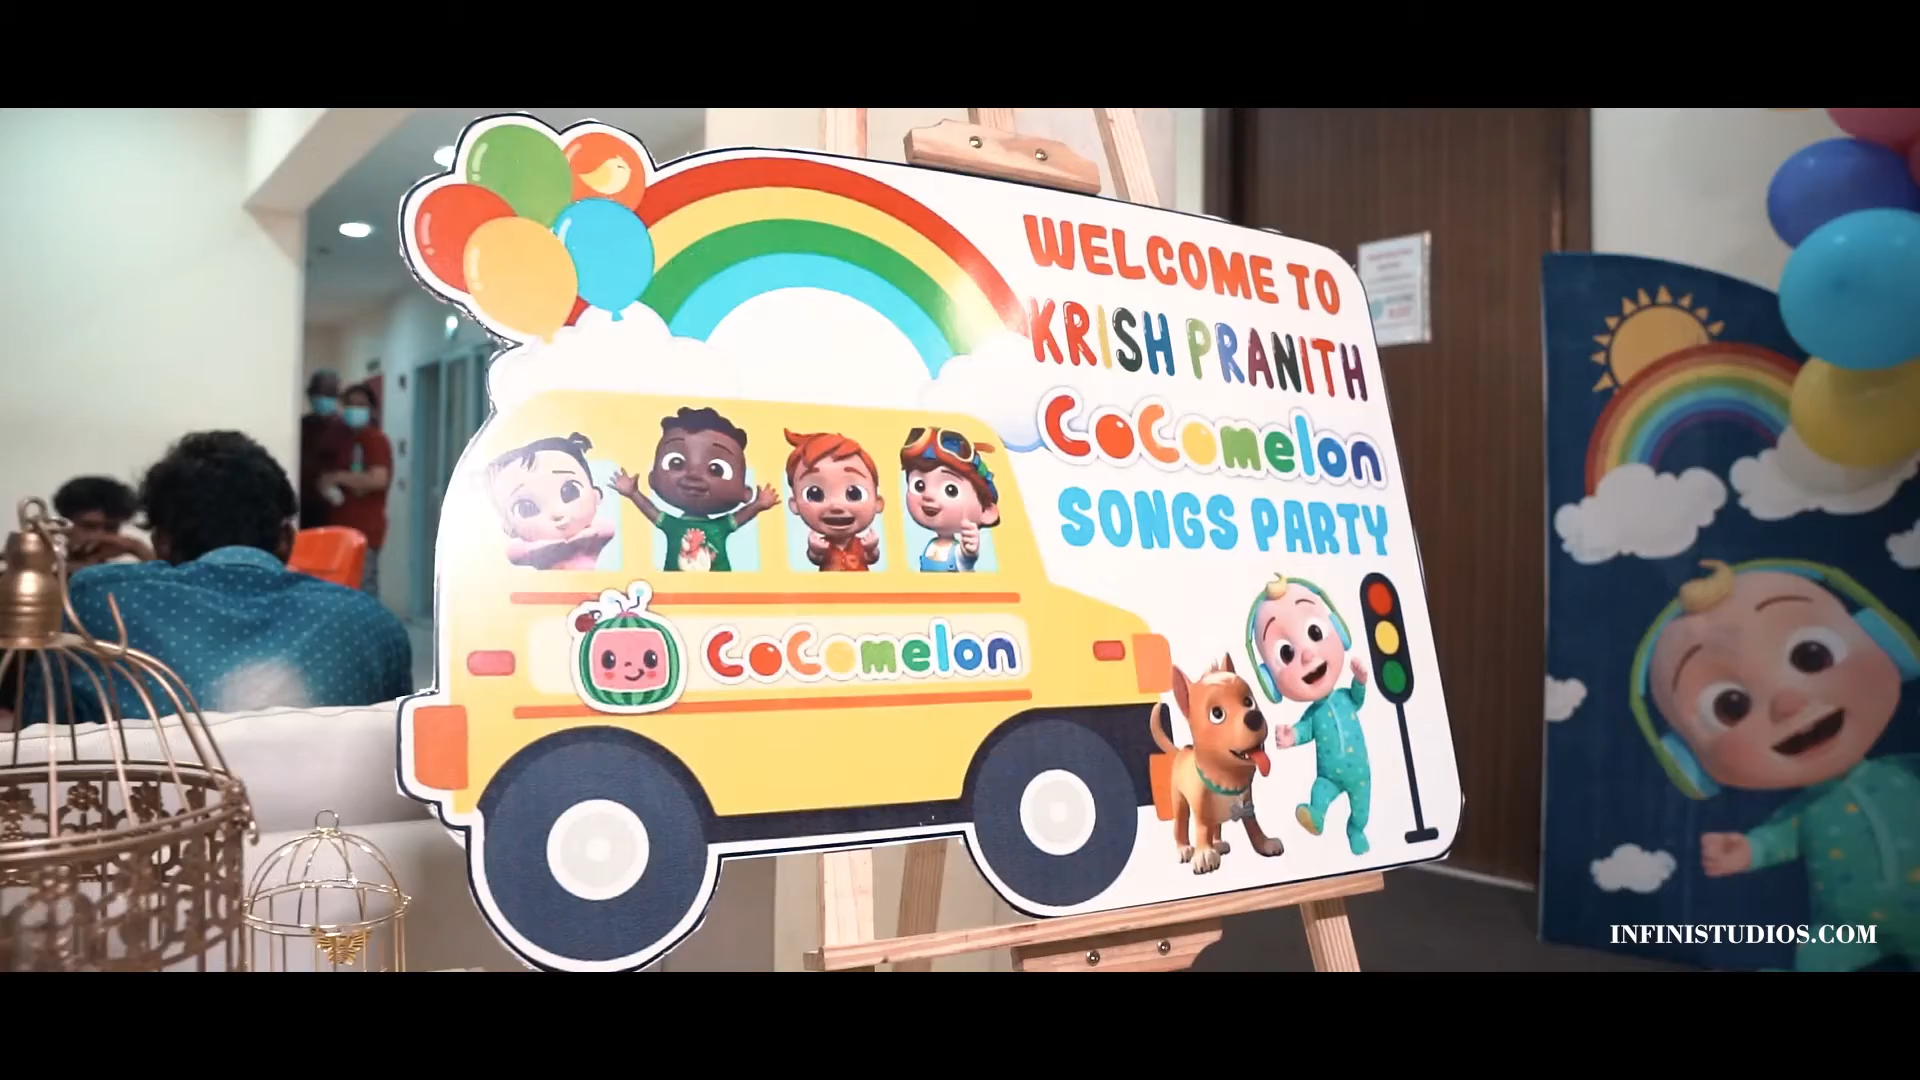 WELCOME TO
KRISH PRANITH
CoComelon
SONGS PARTY
CoComelon
INFINISTUDIOS.COM